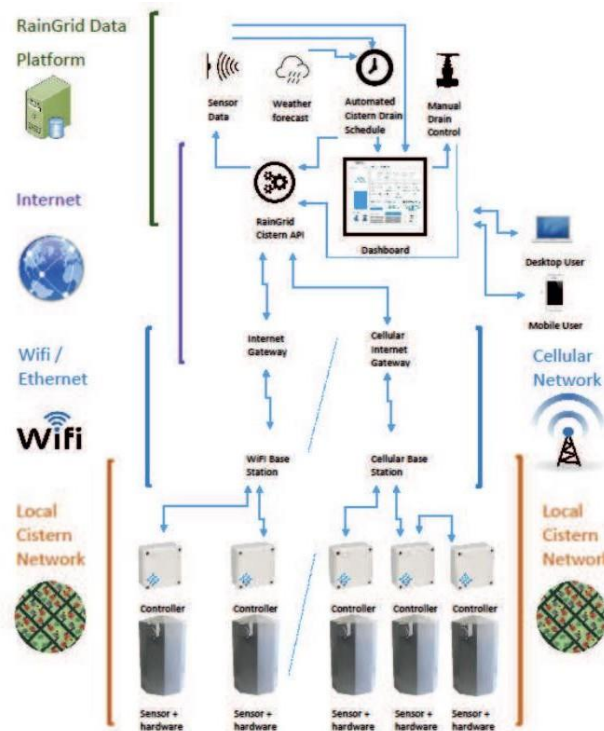 RainGrid Data
Platform
Sensor
Data
Weather
forecast
Automated
Cistern Drain
Schedule
Manual
Drain
Control
Internet
RainGrid
Cistern API
Dashboard
Desktop User
Mobile User
Wifi /
Ethernet
Wifi
Internet
Gateway
Cellular
Internet
Gateway
Cellular
Network
WiFi Base
Station
Cellular Base
Station
Local
Cistern
Network
Local
Cistern
Network
Controller
Controller
Controller
Controller
Controller
Sensor +
hardware
Sensor +
hardware
Sensor +
hardware
Sensor +
hardware
Sensor +
hardware